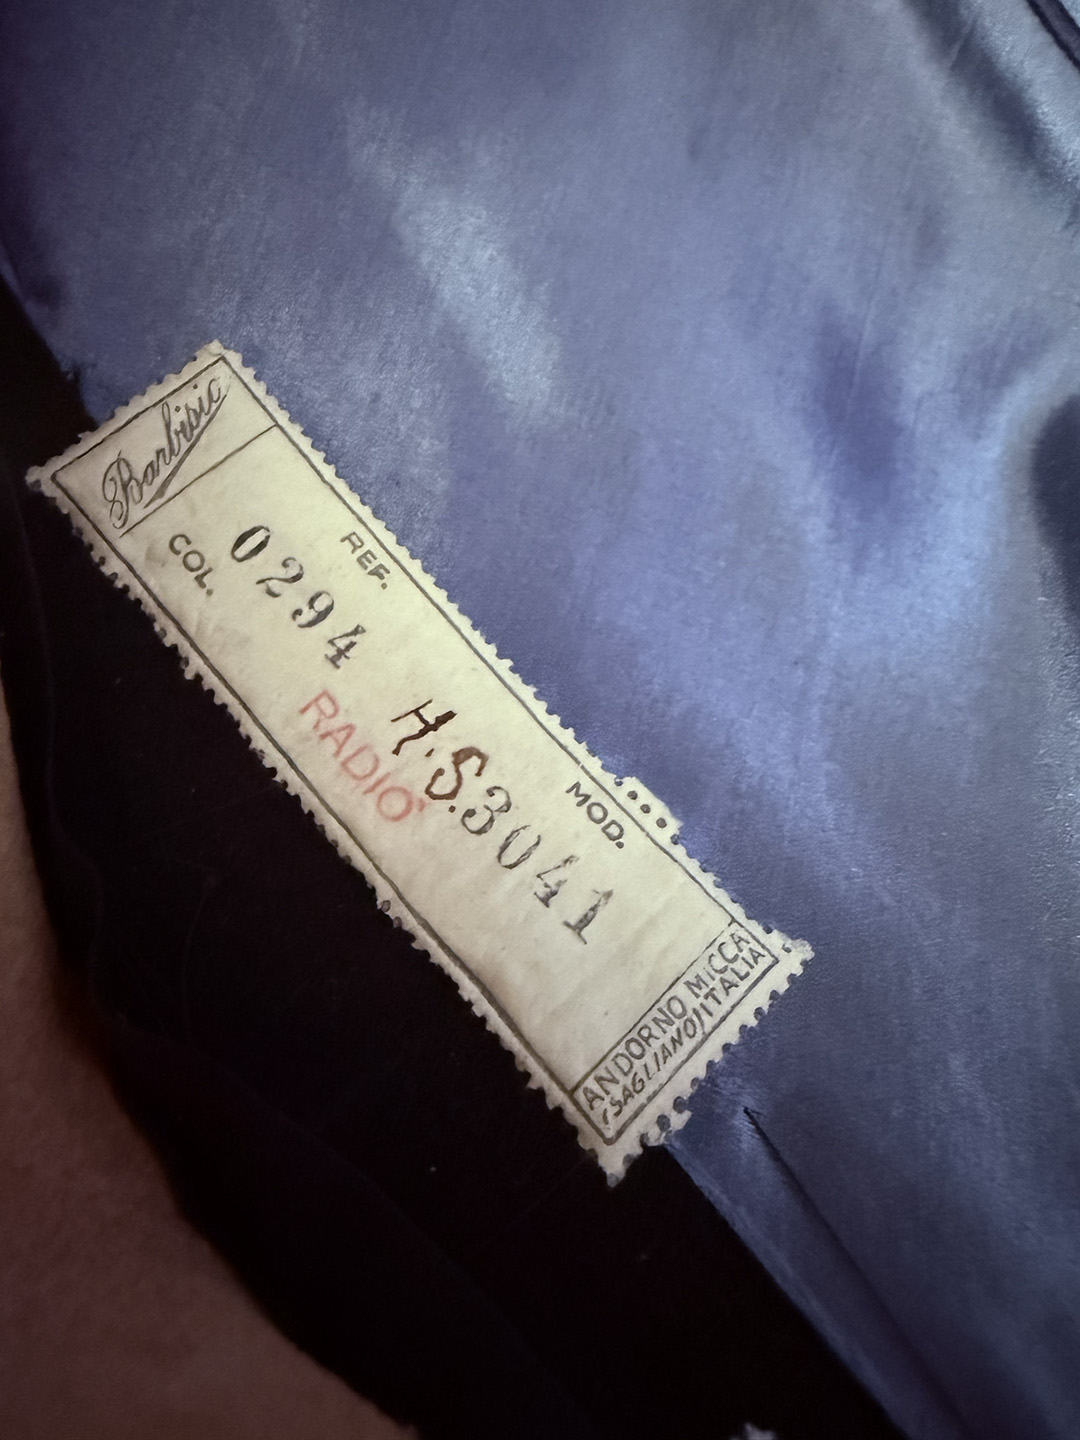 Barbisio
REF.
COL.
0294
H.S.3041
RADIO
MOD.
ANDORNO MICCA
(SAGLIANO) ITALIA